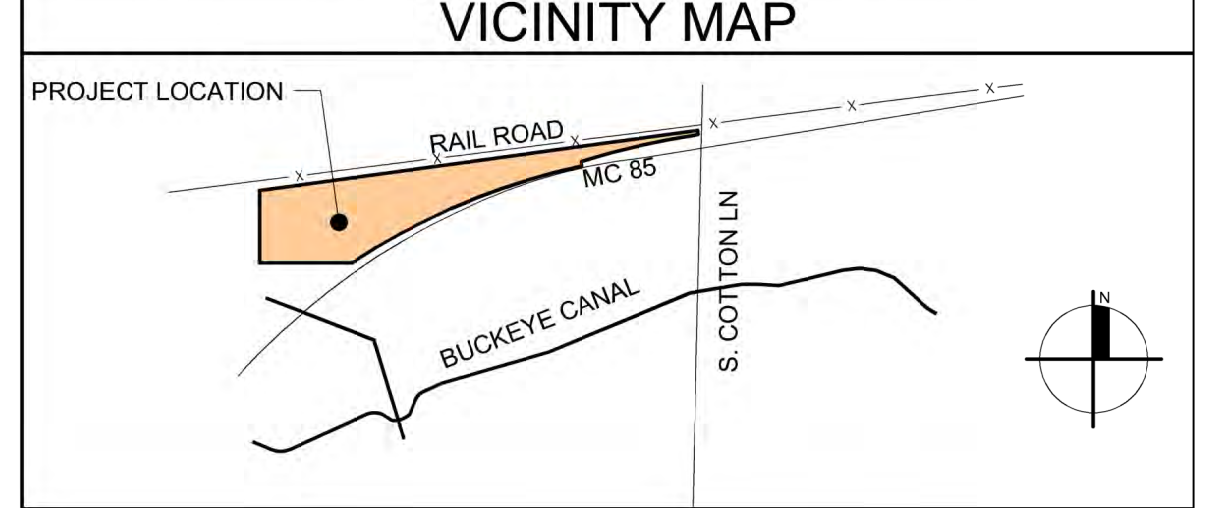 VICINITY MAP
PROJECT LOCATION
RAIL ROAD
MC 85
S. COTTON LN
BUCKEYE CANAL
N